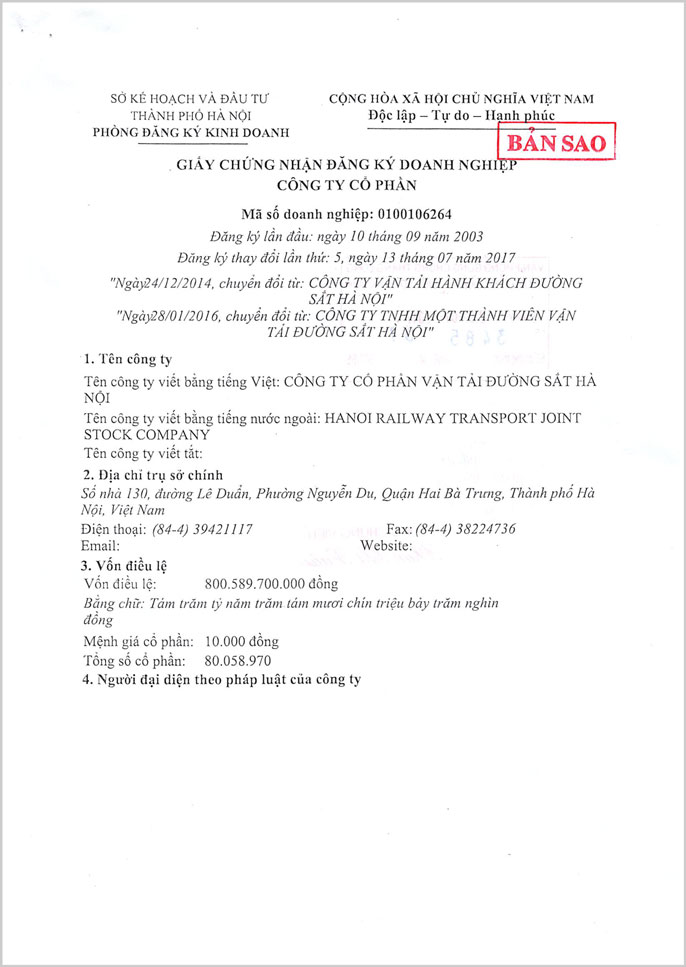 SỞ KẾ HOẠCH VÀ ĐẦU TƯ
THÀNH PHỐ HÀ NỘI
PHÒNG ĐĂNG KÝ KINH DOANH
CỘNG HÒA XÃ HỘI CHỦ NGHĨA VIỆT NAM
Độc lập – Tự do – Hạnh phúc
BẢN SAO
GIẤY CHỨNG NHẬN ĐĂNG KÝ DOANH NGHIỆP
CÔNG TY CỔ PHẦN
Mã số doanh nghiệp: 0100106264
Đăng ký lần đầu: ngày 10 tháng 09 năm 2003
Đăng ký thay đổi lần thứ: 5, ngày 13 tháng 07 năm 2017
"Ngày24/12/2014, chuyển đổi từ: CÔNG TY VẬN TẢI HÀNH KHÁCH ĐƯỜNG
SẮT HÀ NỘI"
"Ngày28/01/2016, chuyển đổi từ: CÔNG TY TNHH MỘT THÀNH VIÊN VẬN
TẢI ĐƯỜNG SẮT HÀ NỘI"
1. Tên công ty
Tên công ty viết bằng tiếng Việt: CÔNG TY CỔ PHẦN VẬN TẢI ĐƯỜNG SẮT HÀ
NỘI
Tên công ty viết bằng tiếng nước ngoài: HANOI RAILWAY TRANSPORT JOINT
STOCK COMPANY
Tên công ty viết tắt:
2. Địa chỉ trụ sở chính
Số nhà 130, đường Lê Duẩn, Phường Nguyễn Du, Quận Hai Bà Trưng, Thành phố Hà
Nội, Việt Nam
Điện thoại: (84-4) 39421117 Fax: (84-4) 38224736
Email: Website:
3. Vốn điều lệ
Vốn điều lệ: 800.589.700.000 đồng
Bằng chữ: Tám trăm tỷ năm trăm tám mươi chín triệu bảy trăm nghìn
đồng
Mệnh giá cổ phần: 10.000 đồng
Tổng số cổ phần: 80.058.970
4. Người đại diện theo pháp luật của công ty